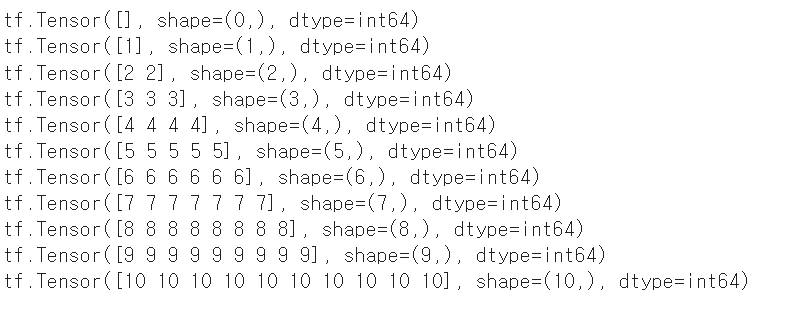 tf.Tensor([], shape=(0,), dtype=int64)
tf.Tensor([1], shape=(1,), dtype=int64)
tf.Tensor([2 2], shape=(2,), dtype=int64)
tf.Tensor([3 3 3], shape=(3,), dtype=int64)
tf.Tensor([4 4 4 4], shape=(4,), dtype=int64)
tf.Tensor([5 5 5 5 5], shape=(5,), dtype=int64)
tf.Tensor([6 6 6 6 6 6], shape=(6,), dtype=int64)
tf.Tensor([7 7 7 7 7 7 7], shape=(7,), dtype=int64)
tf.Tensor([8 8 8 8 8 8 8 8], shape=(8,), dtype=int64)
tf.Tensor([9 9 9 9 9 9 9 9 9], shape=(9,), dtype=int64)
tf.Tensor([10 10 10 10 10 10 10 10 10 10], shape=(10,), dtype=int64)